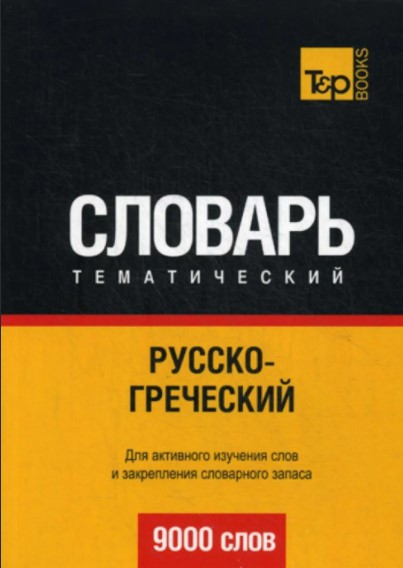 T&P
BOOKS
СЛОВАРЬ
ТЕМАТИЧЕСКИЙ
РУССКО-
ГРЕЧЕСКИЙ
Для активного изучения слов
и закрепления словарного запаса
9000 слов